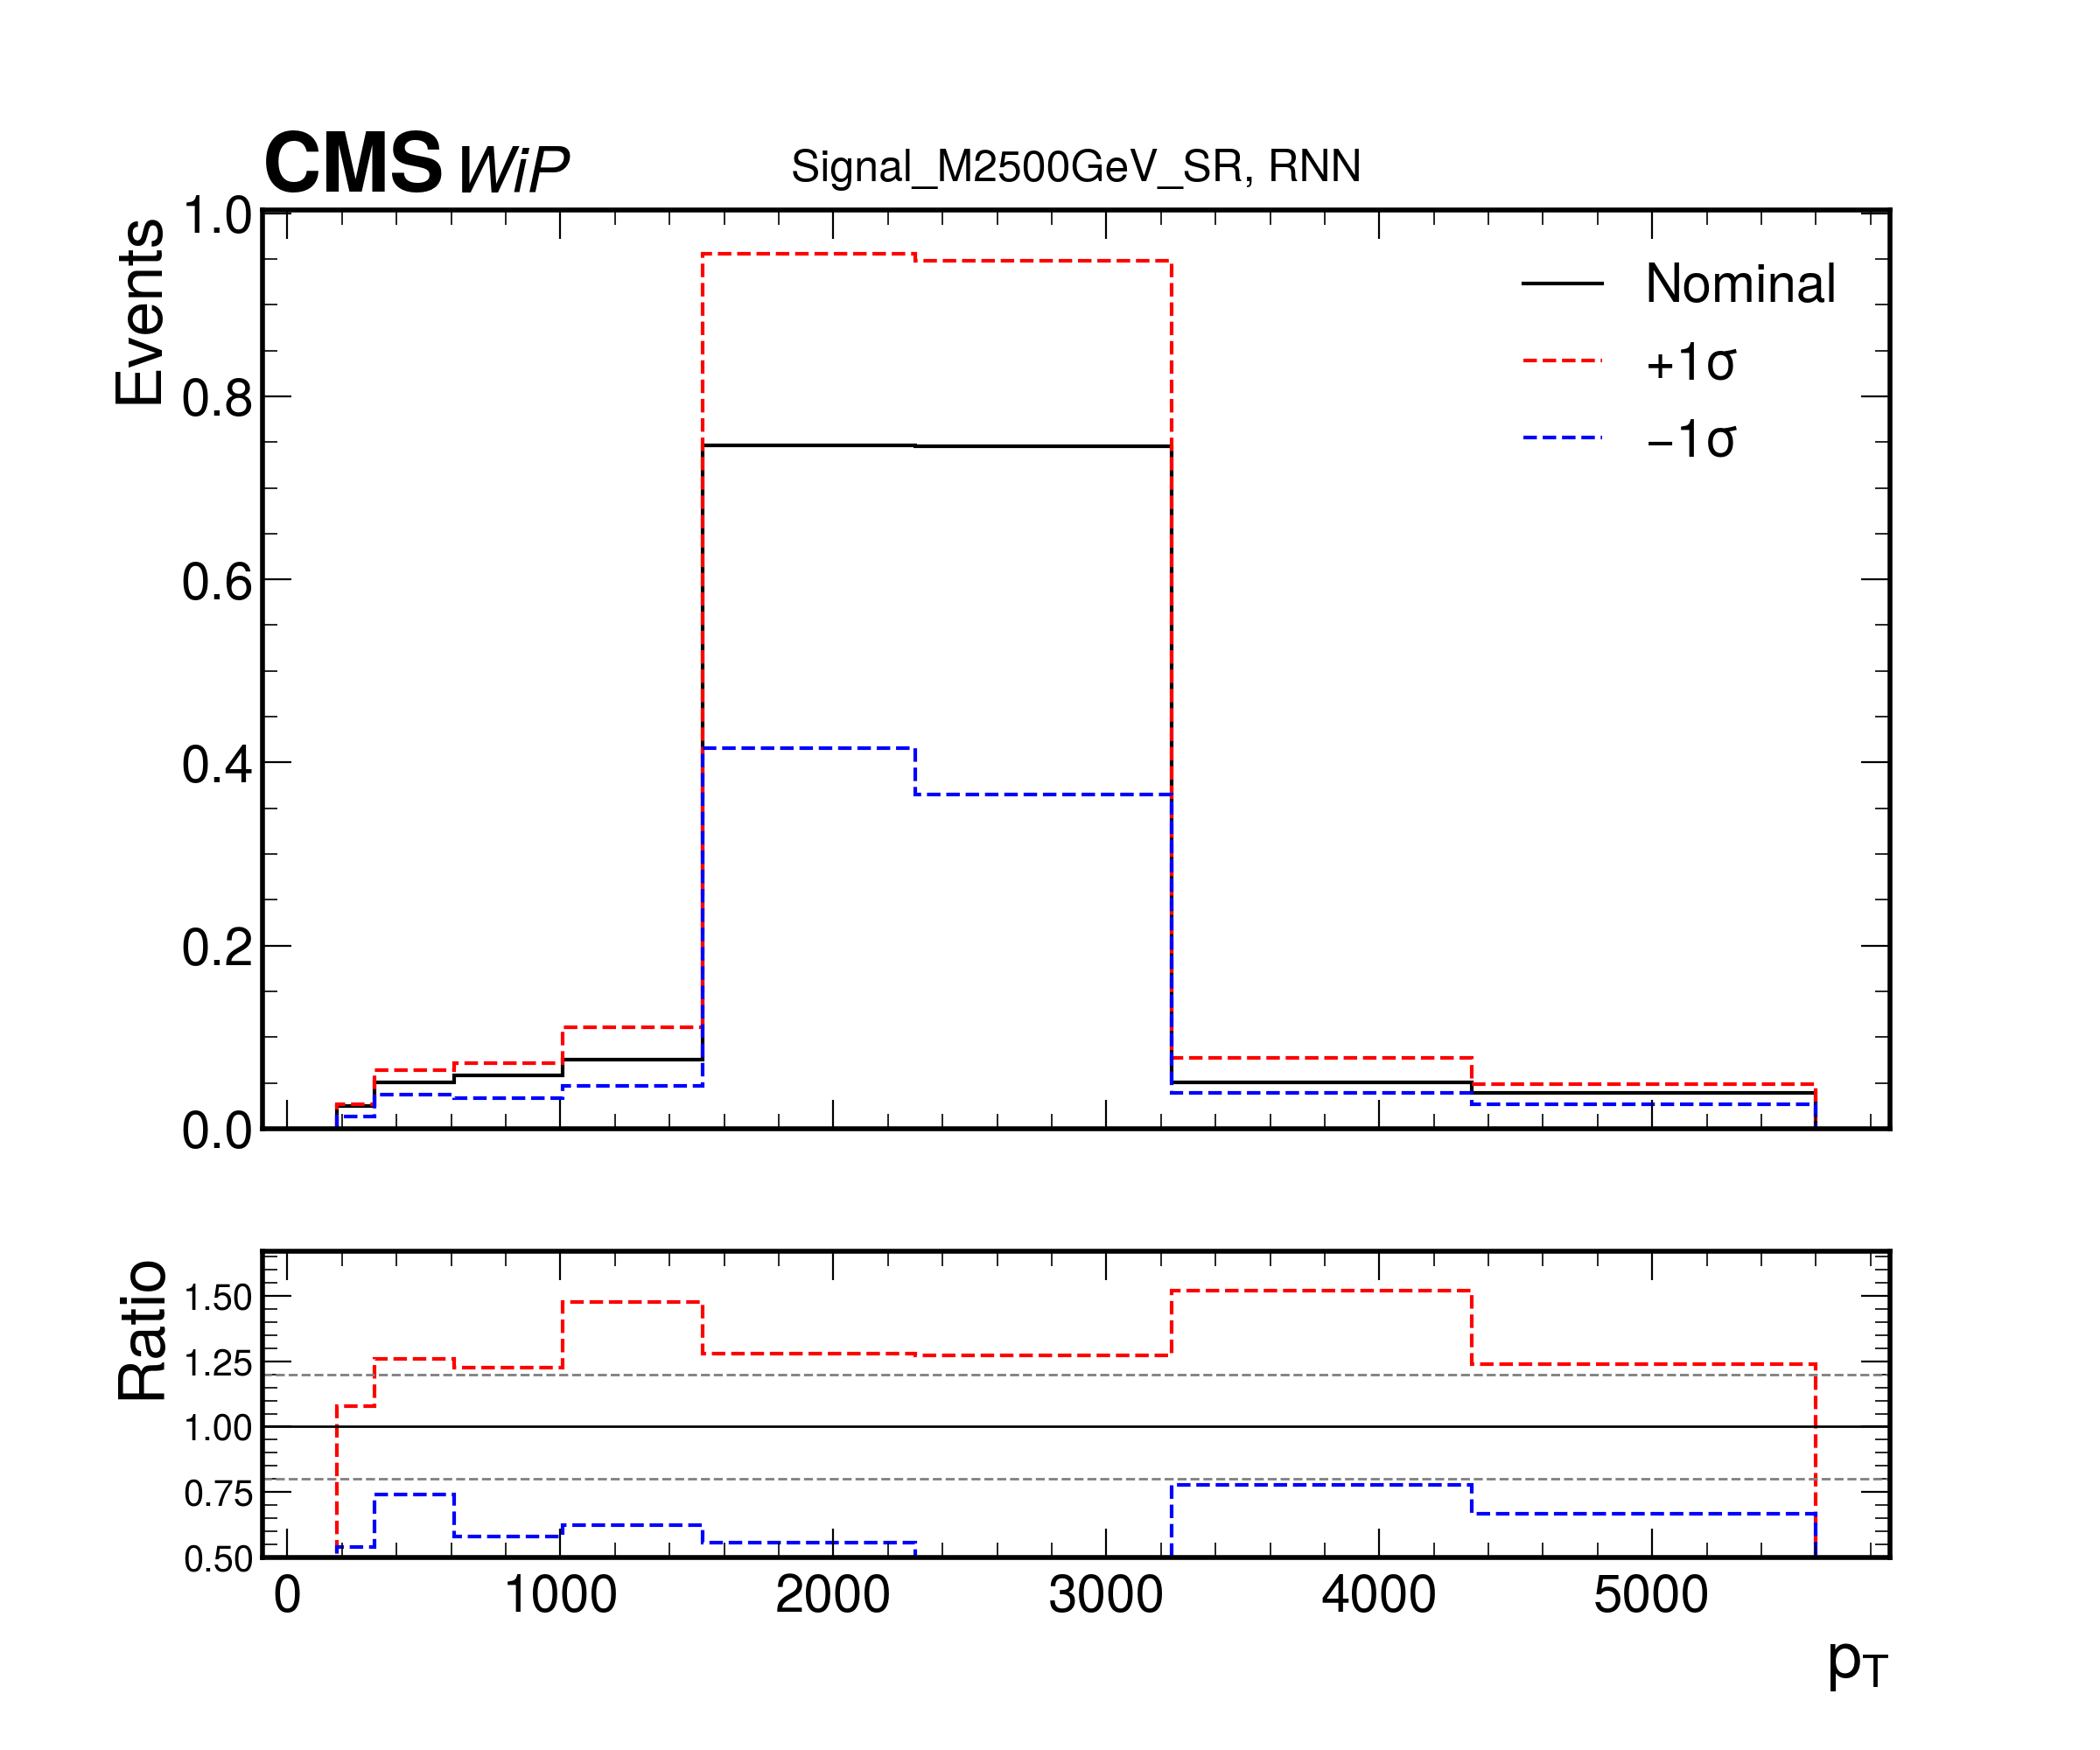 CMS WiP
Signal_M2500GeV_SR, RNN
Events
1.0
0.8
0.6
0.4
0.2
0.0
Nominal
+1σ
−1σ
Ratio
1.50
1.25
1.00
0.75
0.50
0 1000 2000 3000 4000 5000
pT